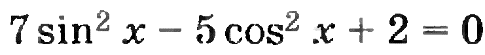 7 sin² x − 5 cos² x + 2 = 0